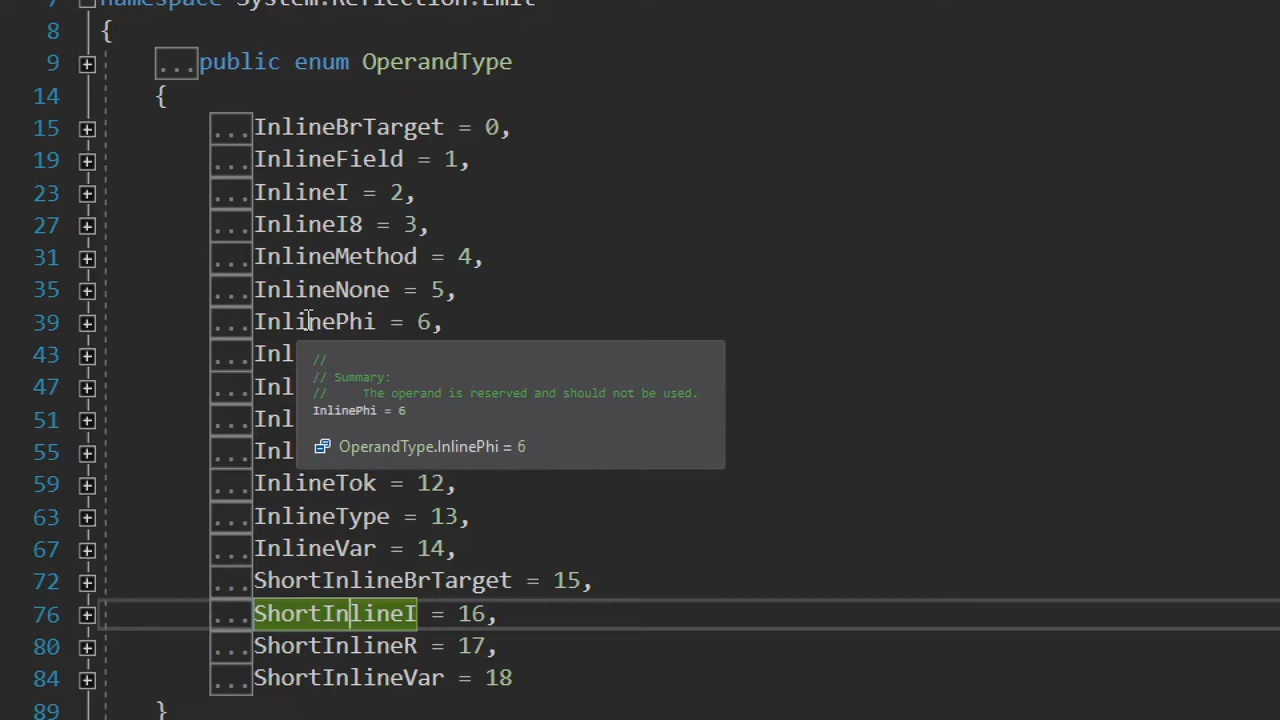 7 namespace System.Reflection.Emit
8 {
9 ...public enum OperandType
14 {
15 ...InlineBrTarget = 0,
19 ...InlineField = 1,
23 ...InlineI = 2,
27 ...InlineI8 = 3,
31 ...InlineMethod = 4,
35 ...InlineNone = 5,
39 ...InlinePhi = 6,
43 ...Inl
//
47 ...Inl
// Summary:
// The operand is reserved and should not be used.
InlinePhi = 6
51 ...Inl
55 ...Inl
OperandType.InlinePhi = 6
59 ...InlineTok = 12,
63 ...InlineType = 13,
67 ...InlineVar = 14,
72 ...ShortInlineBrTarget = 15,
76 ...ShortInlineI = 16,
80 ...ShortInlineR = 17,
84 ...ShortInlineVar = 18
89 }